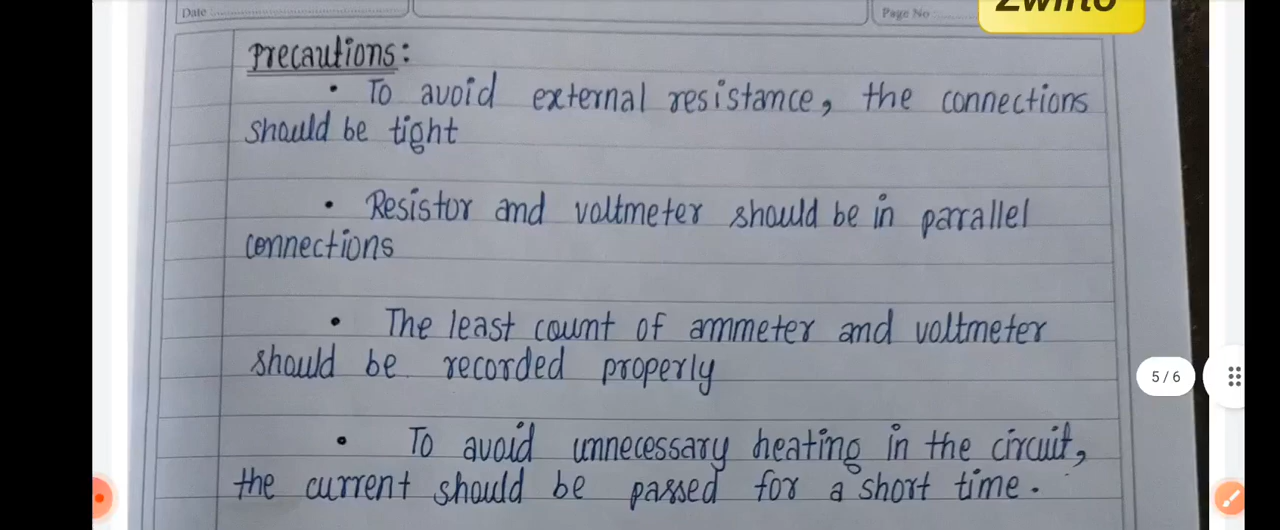 Date
Page No
Zwifto
Precautions:
• To avoid external resistance, the connections
should be tight
• Resistor and voltmeter should be in parallel
connections
• The least count of ammeter and voltmeter
should be recorded properly
5/6
• To avoid unnecessary heating in the circuit,
the current should be passed for a short time.